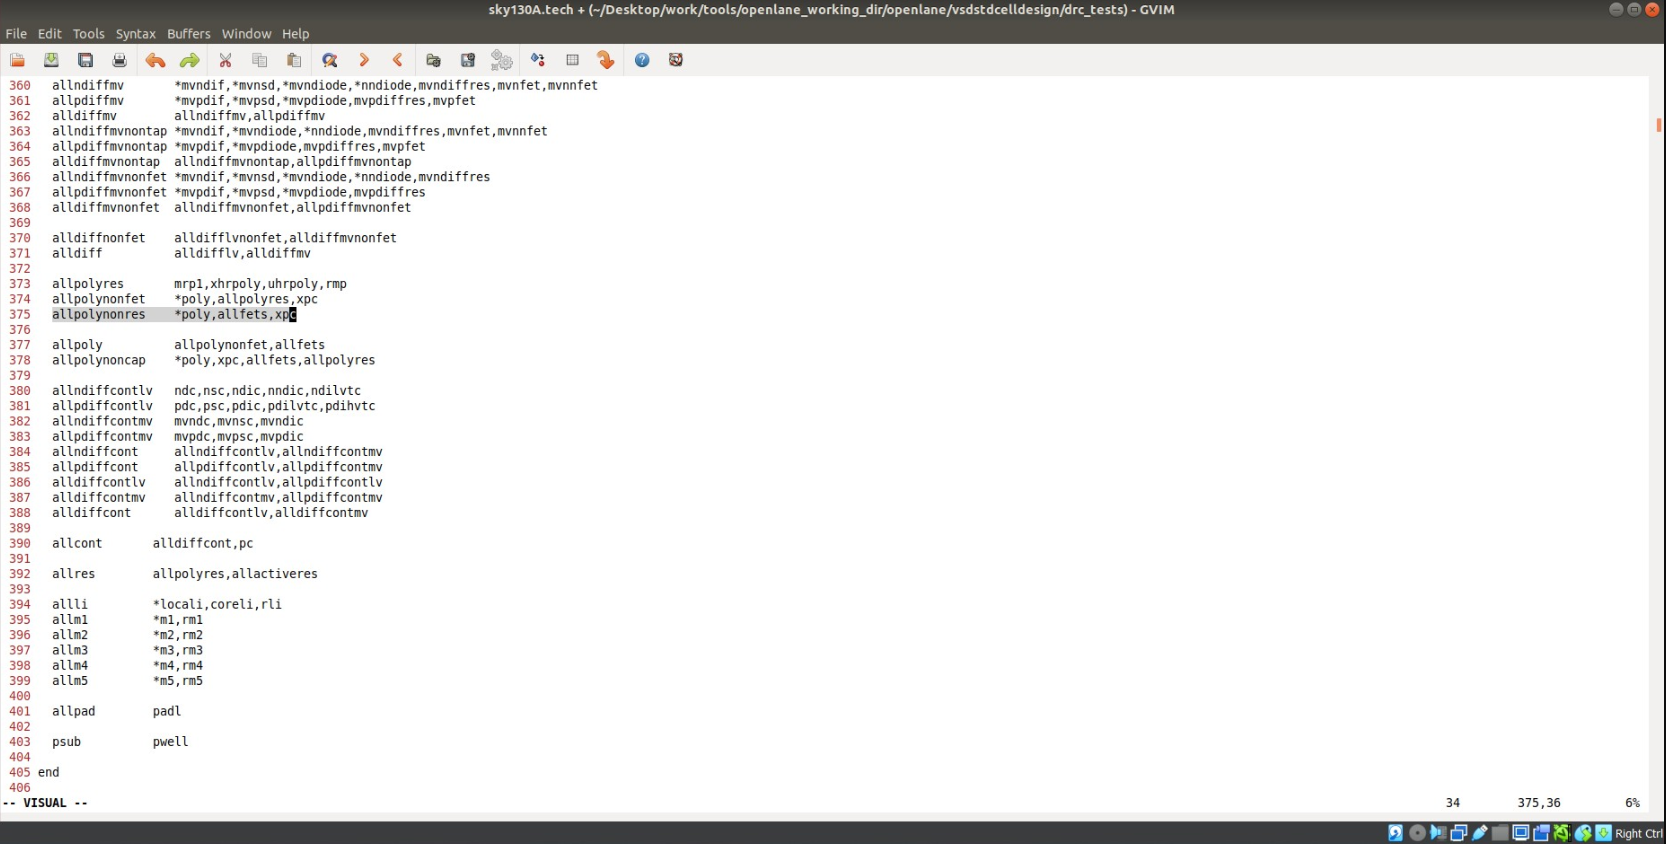 sky130A.tech + (~/Desktop/work/tools/openlane_working_dir/openlane/vsdstdcelldesign/drc_tests) - GVIM
File Edit Tools Syntax Buffers Window Help
360 allndiffmv *mvndif,*mvnsd,*mvndiode,*nndiode,mvndiffres,mvnfet,mvnnfet
361 allpdiffmv *mvpdif,*mvpsd,*mvpdiode,mvpdiffres,mvpfet
362 alldiffmv allndiffmv,allpdiffmv
363 allndiffmvnontap *mvndif,*mvndiode,*nndiode,mvndiffres,mvnfet,mvnnfet
364 allpdiffmvnontap *mvpdif,*mvpdiode,mvpdiffres,mvpfet
365 alldiffmvnontap allndiffmvnontap,allpdiffmvnontap
366 allndiffmvnonfet *mvndif,*mvnsd,*mvndiode,*nndiode,mvndiffres
367 allpdiffmvnonfet *mvpdif,*mvpsd,*mvpdiode,mvpdiffres
368 alldiffmvnonfet allndiffmvnonfet,allpdiffmvnonfet
369
370 alldiffnonfet alldifflvnonfet,alldiffmvnonfet
371 alldiff alldifflv,alldiffmv
372
373 allpolyres mrp1,xhrpoly,uhrpoly,rmp
374 allpolynonfet *poly,allpolyres,xpc
375 allpolynonres *poly,allfets,xpc
376
377 allpoly allpolynonfet,allfets
378 allpolynoncap *poly,xpc,allfets,allpolyres
379
380 allndiffcontlv ndc,nsc,ndic,nndic,ndilvtc
381 allpdiffcontlv pdc,psc,pdic,pdilvtc,pdihvtc
382 allndiffcontmv mvndc,mvnsc,mvndic
383 allpdiffcontmv mvpdc,mvpsc,mvpdic
384 allndiffcont allndiffcontlv,allndiffcontmv
385 allpdiffcont allpdiffcontlv,allpdiffcontmv
386 alldiffcontlv allndiffcontlv,allpdiffcontlv
387 alldiffcontmv allndiffcontmv,allpdiffcontmv
388 alldiffcont alldiffcontlv,alldiffcontmv
389
390 allcont alldiffcont,pc
391
392 allres allpolyres,allactiveres
393
394 allli *locali,coreli,rli
395 allm1 *m1,rm1
396 allm2 *m2,rm2
397 allm3 *m3,rm3
398 allm4 *m4,rm4
399 allm5 *m5,rm5
400
401 allpad padl
402
403 psub pwell
404
405 end
406
-- VISUAL -- 34 375,36 6%
Right Ctrl